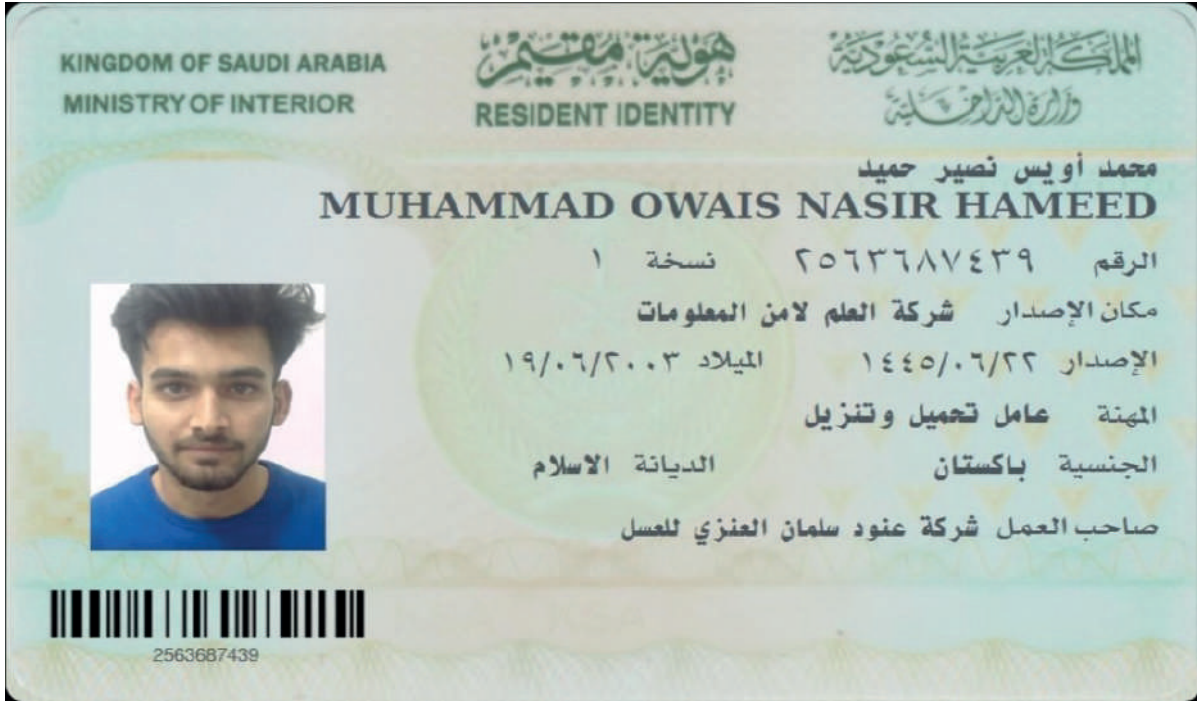 KINGDOM OF SAUDI ARABIA
MINISTRY OF INTERIOR
هوية مقيم
RESIDENT IDENTITY
المملكة العربية السعودية
وزارة الداخلية
محمد أويس نصير حميد
MUHAMMAD OWAIS NASIR HAMEED
الرقم ٢٥٦٣٦٨٧٤٣٩ نسخة ١
مكان الإصدار شركة العلم لامن المعلومات
الإصدار ١٤٤٥/٠٦/٢٢ الميلاد ١٩/٠٦/٢٠٠٣
المهنة عامل تحميل وتنزيل
الجنسية باكستان الديانة الاسلام
صاحب العمل شركة عنود سلمان العنزي للعسل
2563687439